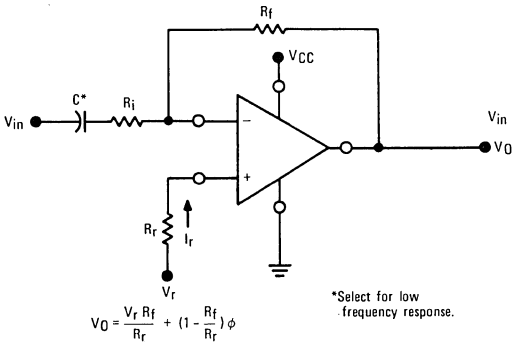 Rf
VCC
C*
Ri
Vin
Vin
−
VO
+
Rr
Ir
Vr
*Select for low
frequency response.
VO = Vr Rf / Rr + (1 - Rf / Rr) ϕ